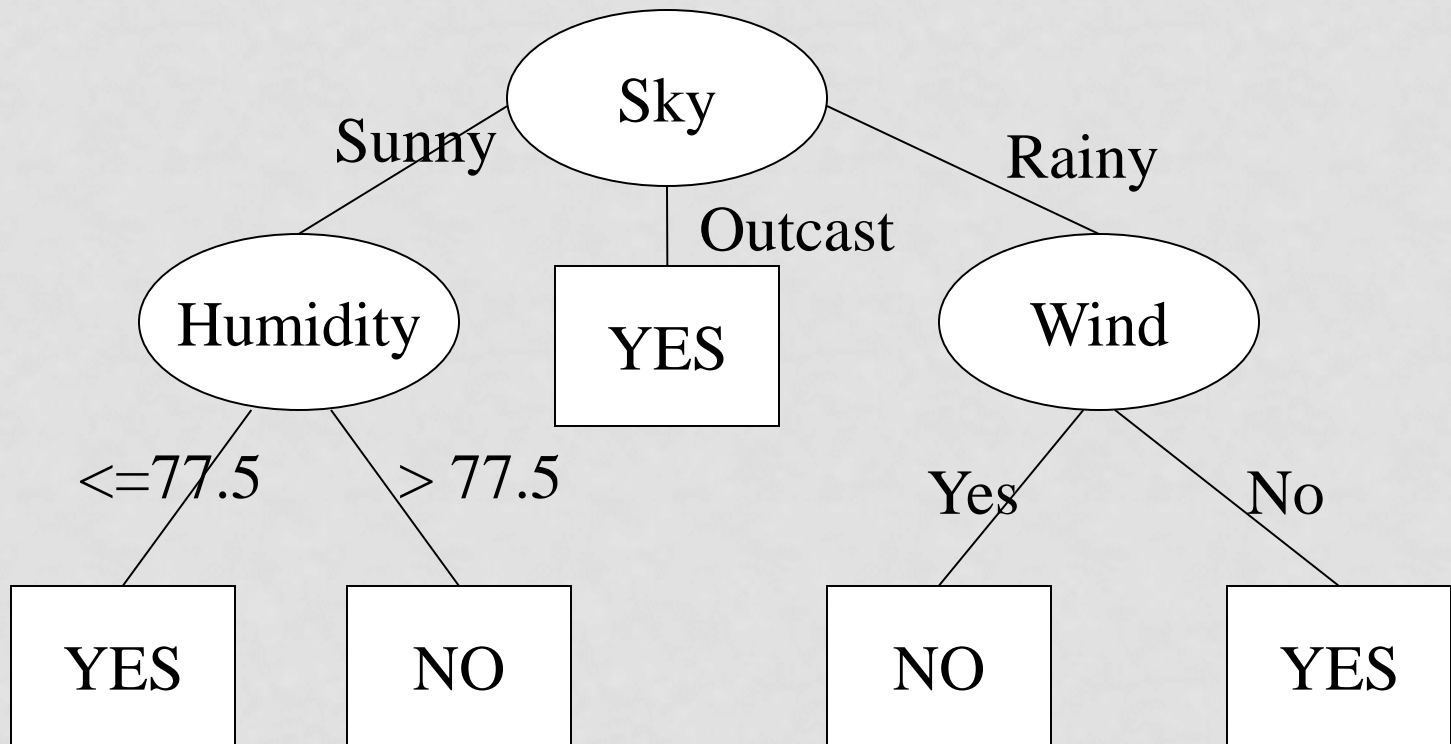 Sky
Sunny
Rainy
Outcast
Humidity
YES
Wind
<=77.5
> 77.5
Yes
No
YES
NO
NO
YES